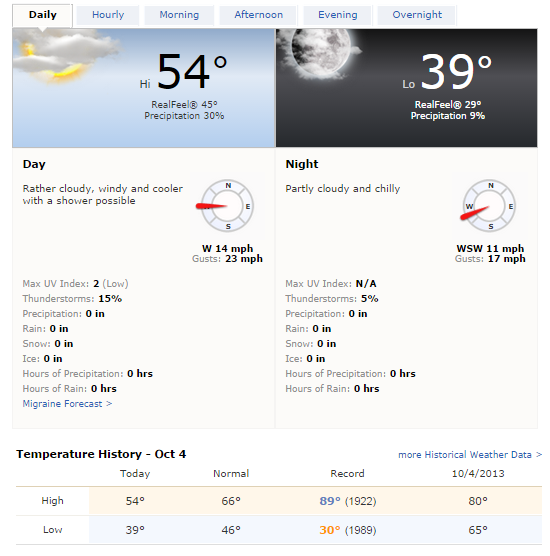 Daily Hourly Morning Afternoon Evening Overnight
Hi 54°
RealFeel® 45°
Precipitation 30%
Lo 39°
RealFeel® 29°
Precipitation 9%
Day
Rather cloudy, windy and cooler
with a shower possible
N
W E
S
W 14 mph
Gusts: 23 mph
Max UV Index: 2 (Low)
Thunderstorms: 15%
Precipitation: 0 in
Rain: 0 in
Snow: 0 in
Ice: 0 in
Hours of Precipitation: 0 hrs
Hours of Rain: 0 hrs
Migraine Forecast >
Night
Partly cloudy and chilly
N
W E
S
WSW 11 mph
Gusts: 17 mph
Max UV Index: N/A
Thunderstorms: 5%
Precipitation: 0 in
Rain: 0 in
Snow: 0 in
Ice: 0 in
Hours of Precipitation: 0 hrs
Hours of Rain: 0 hrs
Temperature History - Oct 4 more Historical Weather Data >
Today Normal Record 10/4/2013
High 54° 66° 89° (1922) 80°
Low 39° 46° 30° (1989) 65°